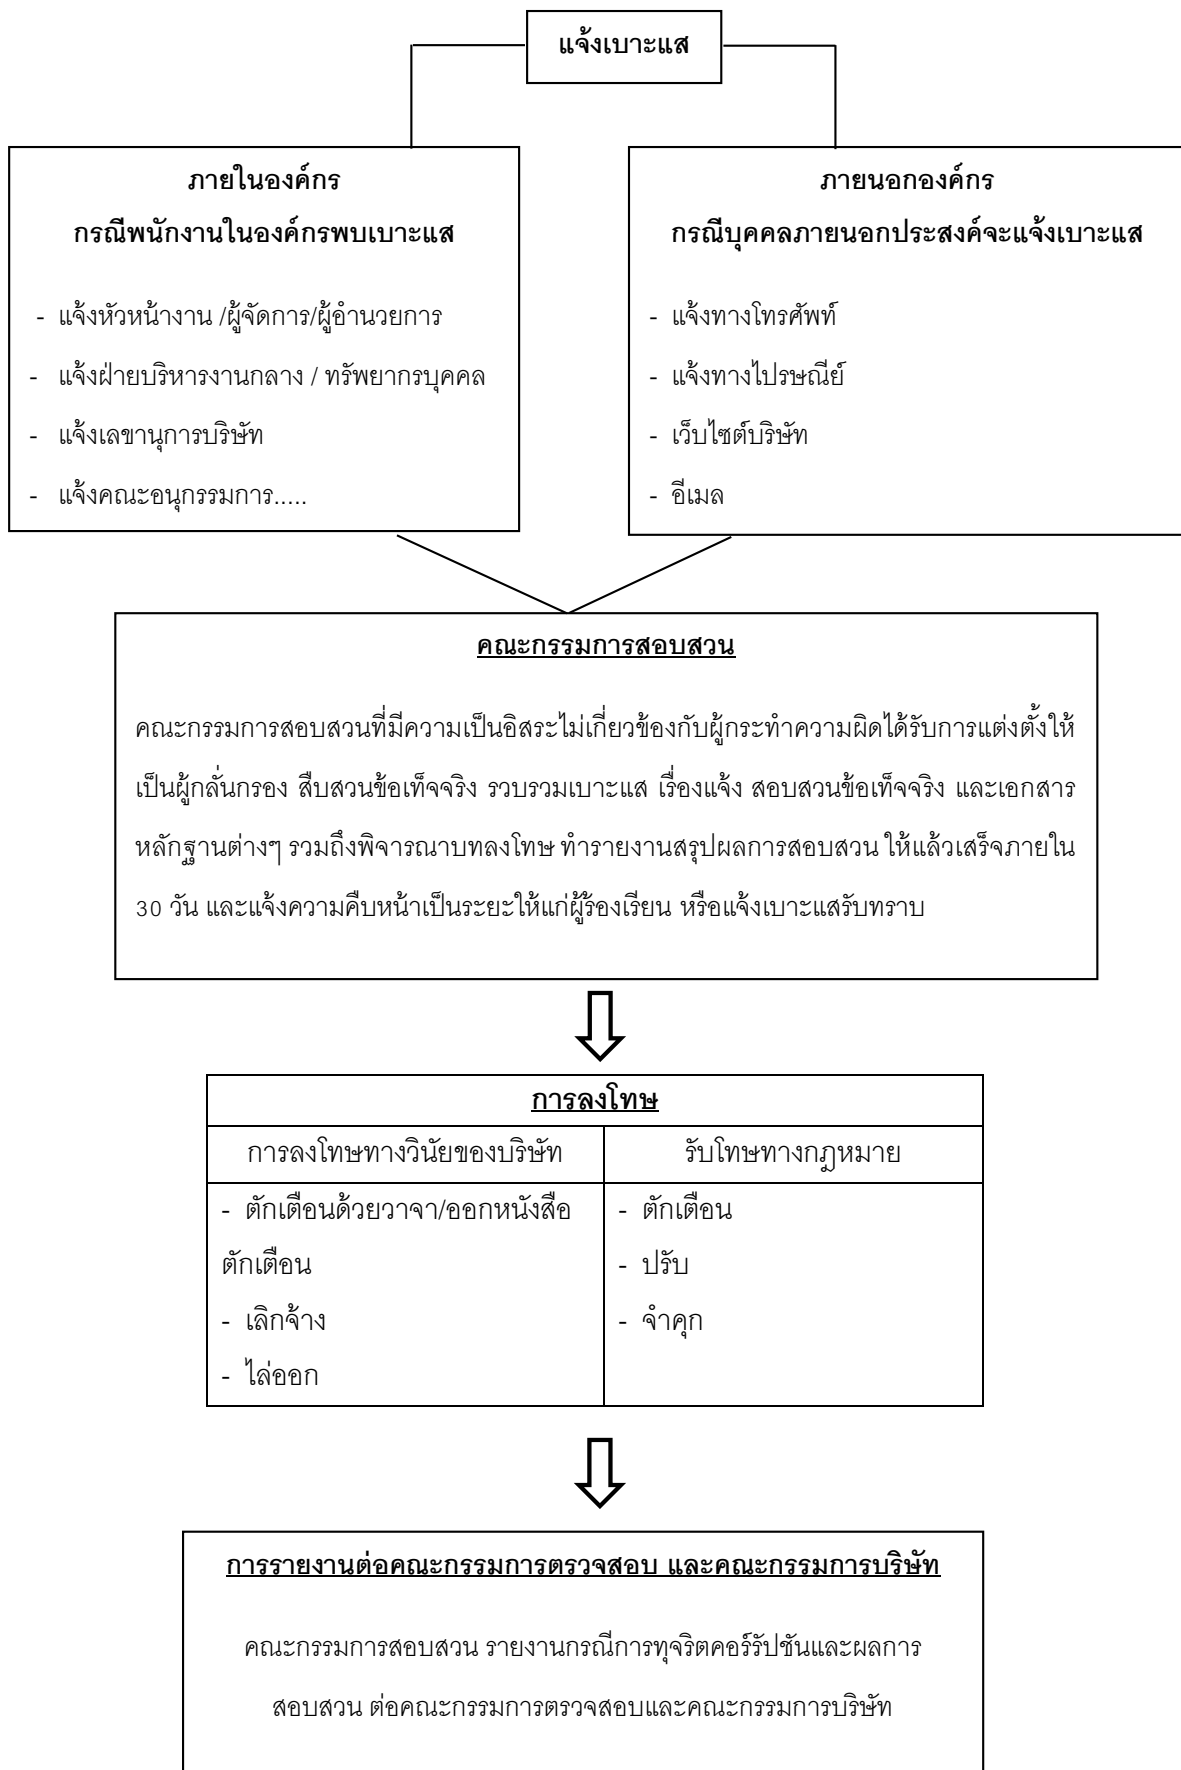 แจ้งเบาะแส
ภายในองค์กร
กรณีพนักงานในองค์กรพบเบาะแส
- แจ้งหัวหน้างาน /ผู้จัดการ/ผู้อำนวยการ
- แจ้งฝ่ายบริหารงานกลาง / ทรัพยากรบุคคล
- แจ้งเลขานุการบริษัท
- แจ้งคณะอนุกรรมการ.....
ภายนอกองค์กร
กรณีบุคคลภายนอกประสงค์จะแจ้งเบาะแส
- แจ้งทางโทรศัพท์
- แจ้งทางไปรษณีย์
- เว็บไซต์บริษัท
- อีเมล
คณะกรรมการสอบสวน
คณะกรรมการสอบสวนที่มีความเป็นอิสระไม่เกี่ยวข้องกับผู้กระทำความผิดได้รับการแต่งตั้งให้
เป็นผู้กลั่นกรอง สืบสวนข้อเท็จจริง รวบรวมเบาะแส เรื่องแจ้ง สอบสวนข้อเท็จจริง และเอกสาร
หลักฐานต่างๆ รวมถึงพิจารณาบทลงโทษ ทำรายงานสรุปผลการสอบสวน ให้แล้วเสร็จภายใน
30 วัน และแจ้งความคืบหน้าเป็นระยะให้แก่ผู้ร้องเรียน หรือแจ้งเบาะแสรับทราบ
การลงโทษ
การลงโทษทางวินัยของบริษัท
- ตักเตือนด้วยวาจา/ออกหนังสือ
ตักเตือน
- เลิกจ้าง
- ไล่ออก
รับโทษทางกฎหมาย
- ตักเตือน
- ปรับ
- จำคุก
การรายงานต่อคณะกรรมการตรวจสอบ และคณะกรรมการบริษัท
คณะกรรมการสอบสวน รายงานกรณีการทุจริตคอร์รัปชันและผลการ
สอบสวน ต่อคณะกรรมการตรวจสอบและคณะกรรมการบริษัท